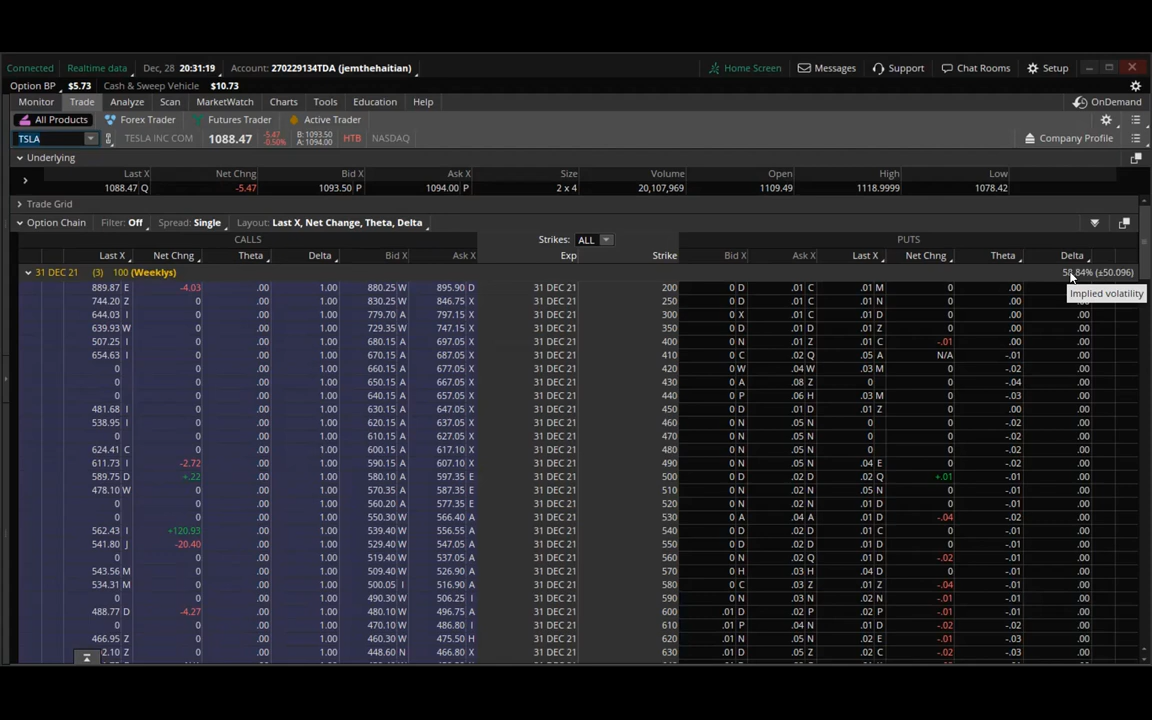 Connected Realtime data Dec, 28 20:31:19 Account: 270229134TDA (jemthehaitian) Home Screen Messages Support Chat Rooms Setup
Option BP $5.73 Cash & Sweep Vehicle $10.73
Monitor Trade Analyze Scan MarketWatch Charts Tools Education Help OnDemand
All Products Forex Trader Futures Trader Active Trader
TSLA TESLA INC COM 1088.47 -5.47 -0.50% B: 1093.50 A: 1094.00 HTB NASDAQ Company Profile
Underlying
Last X Net Chng Bid X Ask X Size Volume Open High Low
1088.47 Q -5.47 1093.50 P 1094.00 P 2 x 4 20,107,969 1109.49 1118.9999 1078.42
Trade Grid
Option Chain Filter: Off Spread: Single Layout: Last X, Net Change, Theta, Delta
CALLS Strikes: ALL PUTS
Last X Net Chng Theta Delta Bid X Ask X Exp Strike Bid X Ask X Last X Net Chng Theta Delta
31 DEC 21 (3) 100 (Weeklys) 58.84% (±50.096)
Implied volatility
889.87 E -4.03 .00 1.00 880.25 W 895.90 D 31 DEC 21 200 0 D .01 C .01 M 0 .00 .00
744.20 Z 0 .00 1.00 830.25 W 846.75 X 31 DEC 21 250 0 D .01 X .01 N 0 .00 .00
644.03 I 0 .00 1.00 779.70 X 797.15 X 31 DEC 21 300 0 X .01 C .01 D 0 .00 .00
639.93 W 0 .00 1.00 729.35 W 747.15 X 31 DEC 21 350 0 D .01 D .01 Z 0 .00 .00
507.25 I 0 .00 1.00 680.15 A 697.05 X 31 DEC 21 400 0 N .01 Z .01 C -.01 .00 .00
654.63 I 0 .00 1.00 670.15 A 687.05 X 31 DEC 21 410 0 C .02 Q .05 A N/A -.01 .00
0 0 .00 1.00 660.15 A 677.05 X 31 DEC 21 420 0 W .04 W .03 M 0 -.02 .00
0 0 .00 1.00 650.15 A 667.05 X 31 DEC 21 430 0 A .08 Z 0 0 -.04 .00
0 0 .00 1.00 640.15 A 657.05 X 31 DEC 21 440 0 P .06 H .03 M 0 -.03 .00
481.68 I 0 .00 1.00 630.15 A 647.05 X 31 DEC 21 450 0 D .01 D .01 Z 0 .00 .00
538.95 I 0 .00 1.00 620.15 A 637.05 X 31 DEC 21 460 0 N .05 N 0 0 -.02 .00
0 0 .00 1.00 610.15 A 627.05 X 31 DEC 21 470 0 N .05 N 0 0 -.02 .00
624.41 C 0 .00 1.00 600.15 A 617.10 X 31 DEC 21 480 0 N .05 N 0 0 -.02 .00
611.73 I -2.72 .00 1.00 590.15 A 607.10 X 31 DEC 21 490 0 N .05 N .04 E 0 -.02 .00
589.75 D +.22 .00 1.00 580.10 A 597.35 E 31 DEC 21 500 0 D .02 D .02 Q +.01 -.01 .00
478.10 W 0 .00 1.00 570.35 A 587.35 E 31 DEC 21 510 0 N .02 N .05 N 0 -.01 .00
0 0 .00 1.00 560.20 A 577.35 E 31 DEC 21 520 0 N .02 N .05 D 0 -.01 .00
0 0 .00 1.00 550.30 W 566.40 A 31 DEC 21 530 0 A .04 A .01 D -.04 -.02 .00
562.43 I +120.93 .00 1.00 539.40 W 556.55 A 31 DEC 21 540 0 D .02 D .01 C 0 -.01 .00
541.80 J -20.40 .00 1.00 529.40 W 547.05 A 31 DEC 21 550 0 D .02 D .01 D 0 -.01 .00
0 0 .00 1.00 519.40 W 537.05 A 31 DEC 21 560 0 N .02 Q .01 D -.02 -.01 .00
543.56 M 0 .00 1.00 509.40 W 526.90 A 31 DEC 21 570 0 H .03 H .04 D 0 -.01 .00
534.31 M 0 .00 1.00 500.05 I 516.90 A 31 DEC 21 580 0 C .03 Z .01 Z -.04 -.01 .00
0 0 .00 1.00 490.30 W 506.25 I 31 DEC 21 590 0 N .03 N .02 N -.01 -.01 .00
488.77 D -4.27 .00 1.00 480.10 W 496.75 A 31 DEC 21 600 .01 D .02 P .02 P -.01 -.01 .00
0 0 .00 1.00 470.10 W 486.80 I 31 DEC 21 610 .01 P .04 N .01 D -.02 -.02 .00
466.95 Z 0 .00 1.00 460.30 W 475.50 H 31 DEC 21 620 .01 N .05 N .02 E -.01 -.03 .00
2.10 Z 0 .00 1.00 448.60 N 466.80 X 31 DEC 21 630 .01 D .05 Z .02 C -.02 -.03 .00